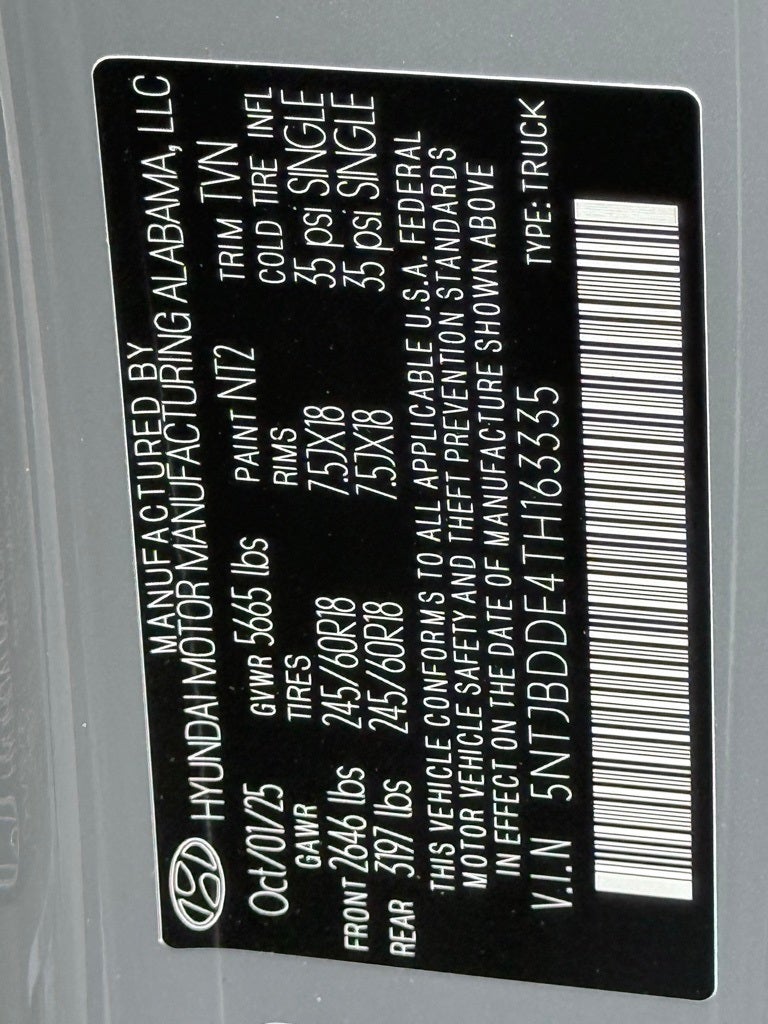 MANUFACTURED BY
HYUNDAI MOTOR MANUFACTURING ALABAMA, LLC
Oct/01/25 GVWR 5665 lbs PAINT NT2 TRIM TVN
GAWR TIRES RIMS COLD TIRE INFL
FRONT 2646 lbs 245/60R18 7.5JX18 35 psi SINGLE
REAR 3197 lbs 245/60R18 7.5JX18 35 psi SINGLE
THIS VEHICLE CONFORMS TO ALL APPLICABLE U.S.A. FEDERAL
MOTOR VEHICLE SAFETY AND THEFT PREVENTION STANDARDS
IN EFFECT ON THE DATE OF MANUFACTURE SHOWN ABOVE
V.I.N 5NTJBDDE4TH163335 TYPE: TRUCK